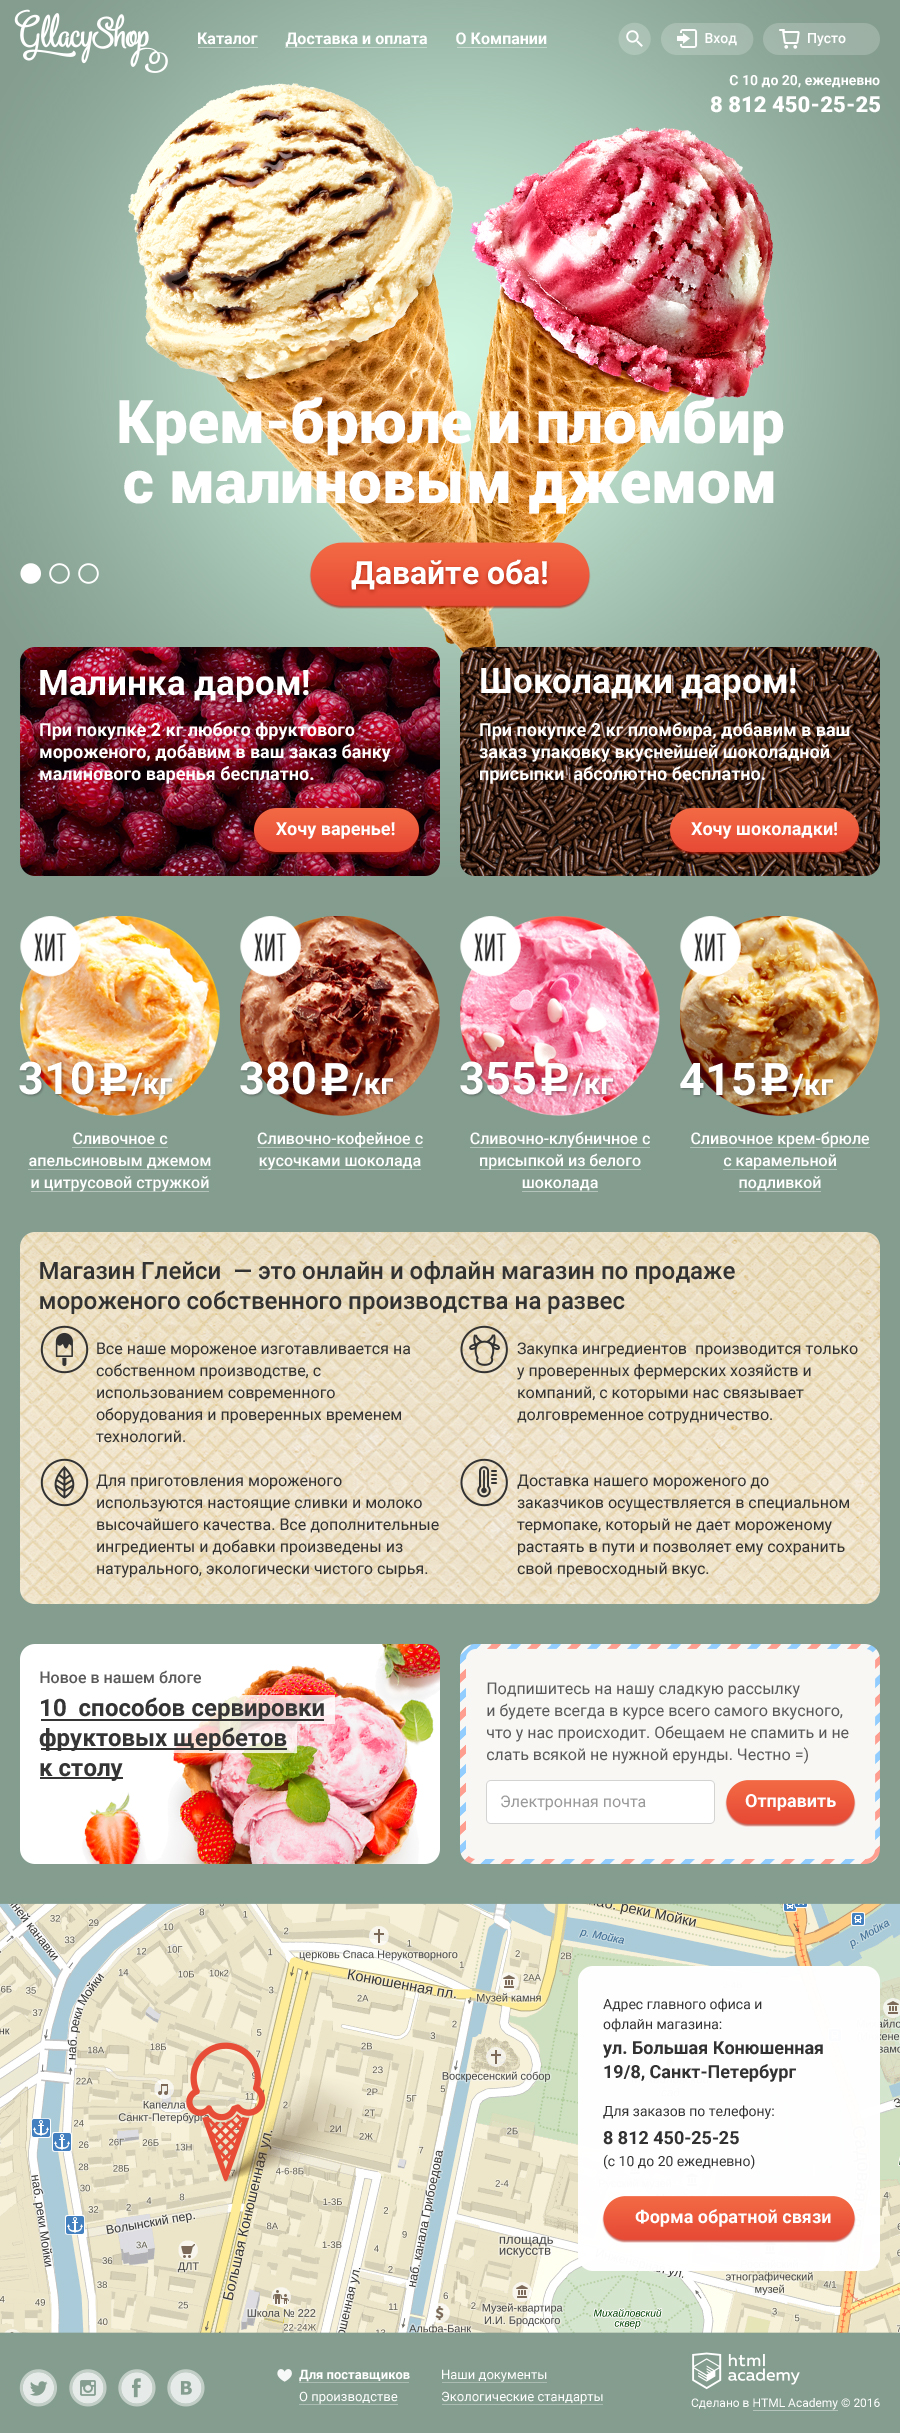 GllacyShop
Каталог
Доставка и оплата
О Компании
Вход
Пусто
С 10 до 20, ежедневно
8 812 450-25-25
Крем-брюле и пломбир
с малиновым джемом
Давайте оба!
Малинка даром!
При покупке 2 кг любого фруктового
мороженого, добавим в ваш заказ банку
малинового варенья бесплатно.
Хочу варенье!
Шоколадки даром!
При покупке 2 кг пломбира, добавим в ваш
заказ упаковку вкуснейшей шоколадной
присыпки  абсолютно бесплатно.
Хочу шоколадки!
ХИТ
310₽/кг
Сливочное с
апельсиновым джемом
и цитрусовой стружкой
ХИТ
380₽/кг
Сливочно-кофейное с
кусочками шоколада
ХИТ
355₽/кг
Сливочно-клубничное с
присыпкой из белого
шоколада
ХИТ
415₽/кг
Сливочное крем-брюле
с карамельной
подливкой
Магазин Глейси  — это онлайн и офлайн магазин по продаже
мороженого собственного производства на развес
Все наше мороженое изготавливается на
собственном производстве, с
использованием современного
оборудования и проверенных временем
технологий.
Закупка ингредиентов  производится только
у проверенных фермерских хозяйств и
компаний, с которыми нас связывает
долговременное сотрудничество.
Для приготовления мороженого
используются настоящие сливки и молоко
высочайшего качества. Все дополнительные
ингредиенты и добавки произведены из
натурального, экологически чистого сырья.
Доставка нашего мороженого до
заказчиков осуществляется в специальном
термопаке, который не дает мороженому
растаять в пути и позволяет ему сохранить
свой превосходный вкус.
Новое в нашем блоге
10  способов сервировки
фруктовых щербетов
к столу
Подпишитесь на нашу сладкую рассылку
и будете всегда в курсе всего самого вкусного,
что у нас происходит. Обещаем не спамить и не
слать всякой не нужной ерунды. Честно =)
Электронная почта
Отправить
наб. реки Мойки
р. Мойка
р. Мойка
церковь Спаса Нерукотворного
Конюшенная пл.
Музей камня
наб. реки Мойки
Воскресенский собор
Капелла
Санкт-Петербурга
Большая Конюшенная ул.
наб. реки Мойки
Волынский пер.
ДЛТ
Школа № 222
наб. канала Грибоедова
площадь
искусств
Музей-квартира
И.И. Бродского
Альфа-Банк
Михайловский
сквер
этнографический
музей
Адрес главного офиса и
офлайн магазина:
ул. Большая Конюшенная
19/8, Санкт-Петербург
Для заказов по телефону:
8 812 450-25-25
(с 10 до 20 ежедневно)
Форма обратной связи
В
Для поставщиков
О производстве
Наши документы
Экологические стандарты
html
academy
Сделано в HTML Academy © 2016